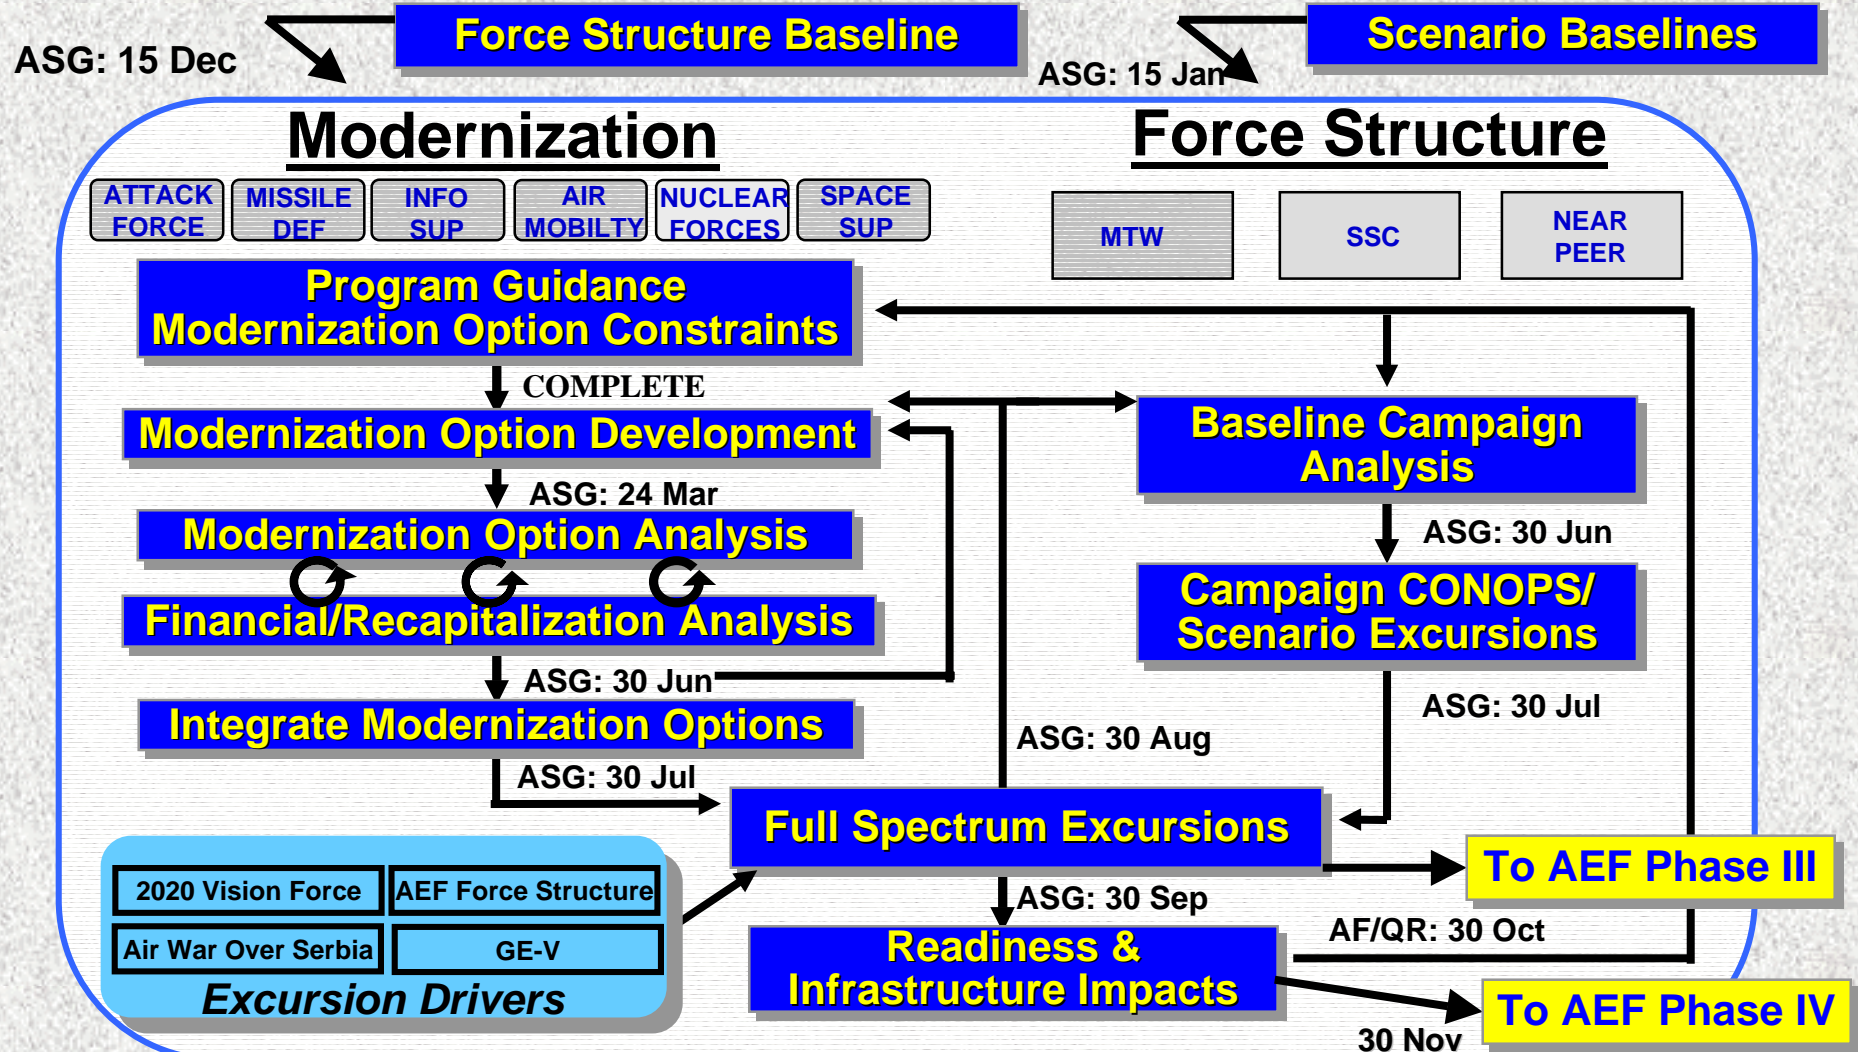 Force Structure Baseline
Scenario Baselines
ASG: 15 Dec
ASG: 15 Jan
Modernization
Force Structure
ATTACK
FORCE
MISSILE
DEF
INFO
SUP
AIR
MOBILTY
NUCLEAR
FORCES
SPACE
SUP
MTW
SSC
NEAR
PEER
Program Guidance
Modernization Option Constraints
COMPLETE
Modernization Option Development
ASG: 24 Mar
Modernization Option Analysis
Financial/Recapitalization Analysis
ASG: 30 Jun
Integrate Modernization Options
ASG: 30 Jul
Baseline Campaign
Analysis
ASG: 30 Jun
Campaign CONOPS/
Scenario Excursions
ASG: 30 Jul
ASG: 30 Aug
Full Spectrum Excursions
To AEF Phase III
2020 Vision Force
AEF Force Structure
Air War Over Serbia
GE-V
Excursion Drivers
ASG: 30 Sep
Readiness &
Infrastructure Impacts
AF/QR: 30 Oct
To AEF Phase IV
30 Nov